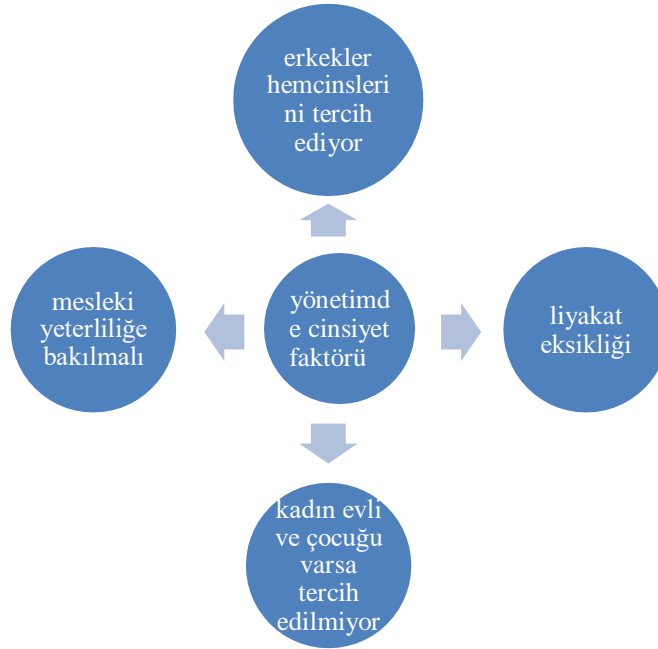 erkekler
hemcinsleri
ni tercih
ediyor
mesleki
yeterliliğe
bakılmalı
yönetimd
e cinsiyet
faktörü
liyakat
eksikliği
kadın evli
ve çocuğu
varsa
tercih
edilmiyor